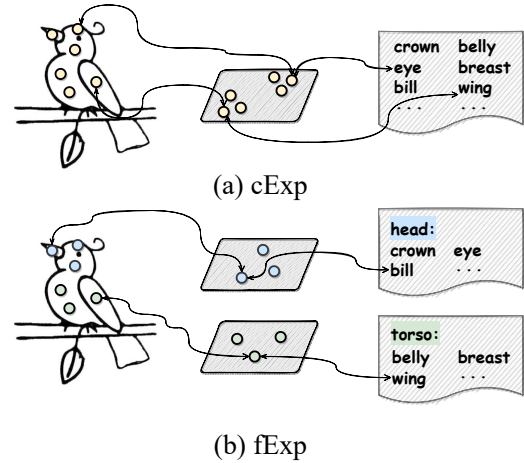 crown belly
eye breast
bill wing
. . . . . .
(a) cExp
head:
crown eye
bill . . .
torso:
belly breast
wing . . .
(b) fExp